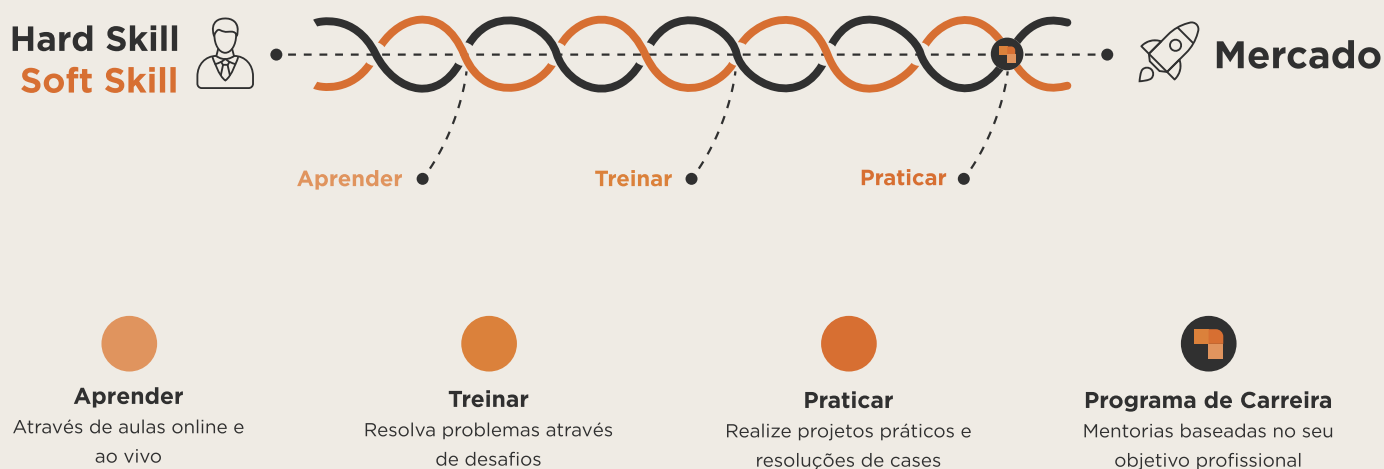 Hard Skill
Soft Skill
Mercado
Aprender
Treinar
Praticar
Aprender
Através de aulas online e
ao vivo
Treinar
Resolva problemas através
de desafios
Praticar
Realize projetos práticos e
resoluções de cases
Programa de Carreira
Mentorias baseadas no seu
objetivo profissional